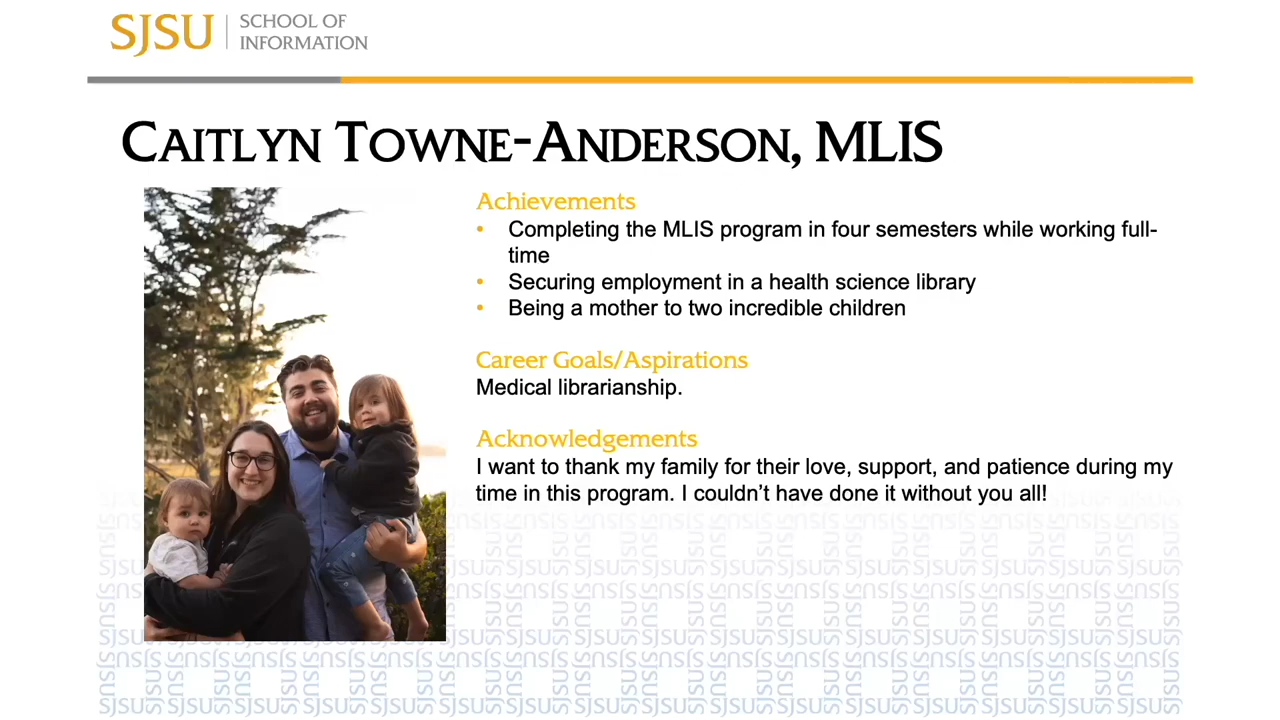 SJSU SCHOOL OF
INFORMATION
CAITLYN TOWNE-ANDERSON, MLIS
Achievements
• Completing the MLIS program in four semesters while working full-
time
• Securing employment in a health science library
• Being a mother to two incredible children
Career Goals/Aspirations
Medical librarianship.
Acknowledgements
I want to thank my family for their love, support, and patience during my
time in this program. I couldn’t have done it without you all!